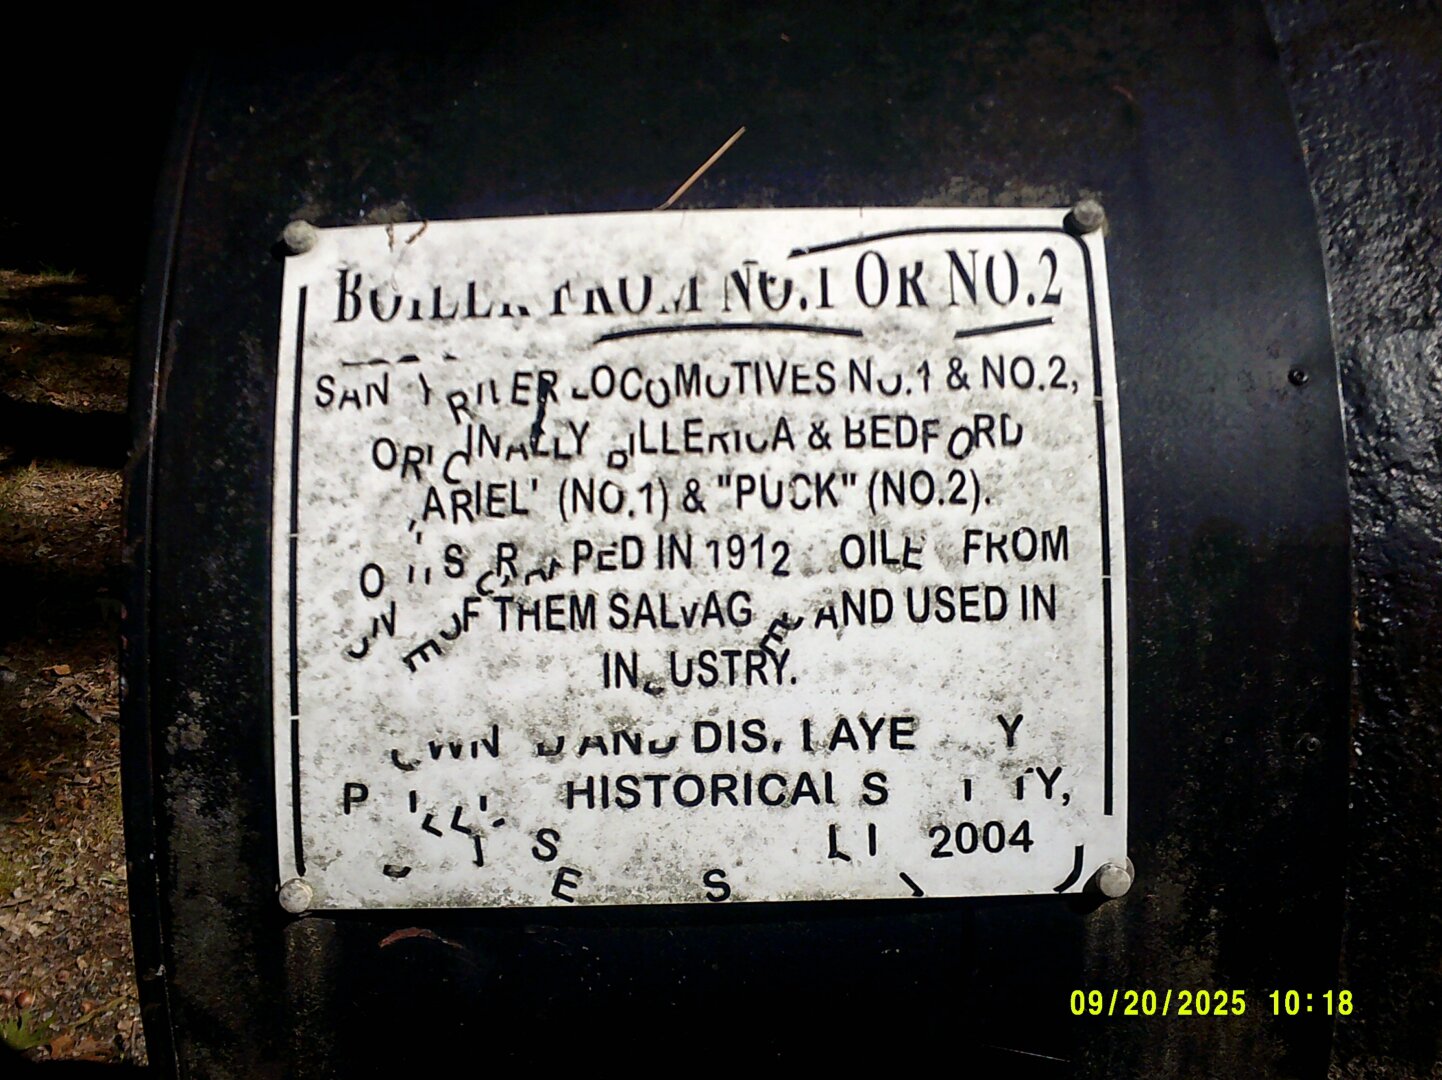 BOILER FROM NO.1 OR NO.2
SANDY RIVER LOCOMOTIVES NO.1 & NO.2,
ORIGINALLY BILLERICA & BEDFORD
"ARIEL" (NO.1) & "PUCK" (NO.2).
SCRAPPED IN 1912 BOILER FROM
ONE OF THEM SALVAGED AND USED IN
INDUSTRY.
OWNED AND DISPLAYED BY
PHILLIPS HISTORICAL SOCIETY,
2004
09/20/2025 10:18